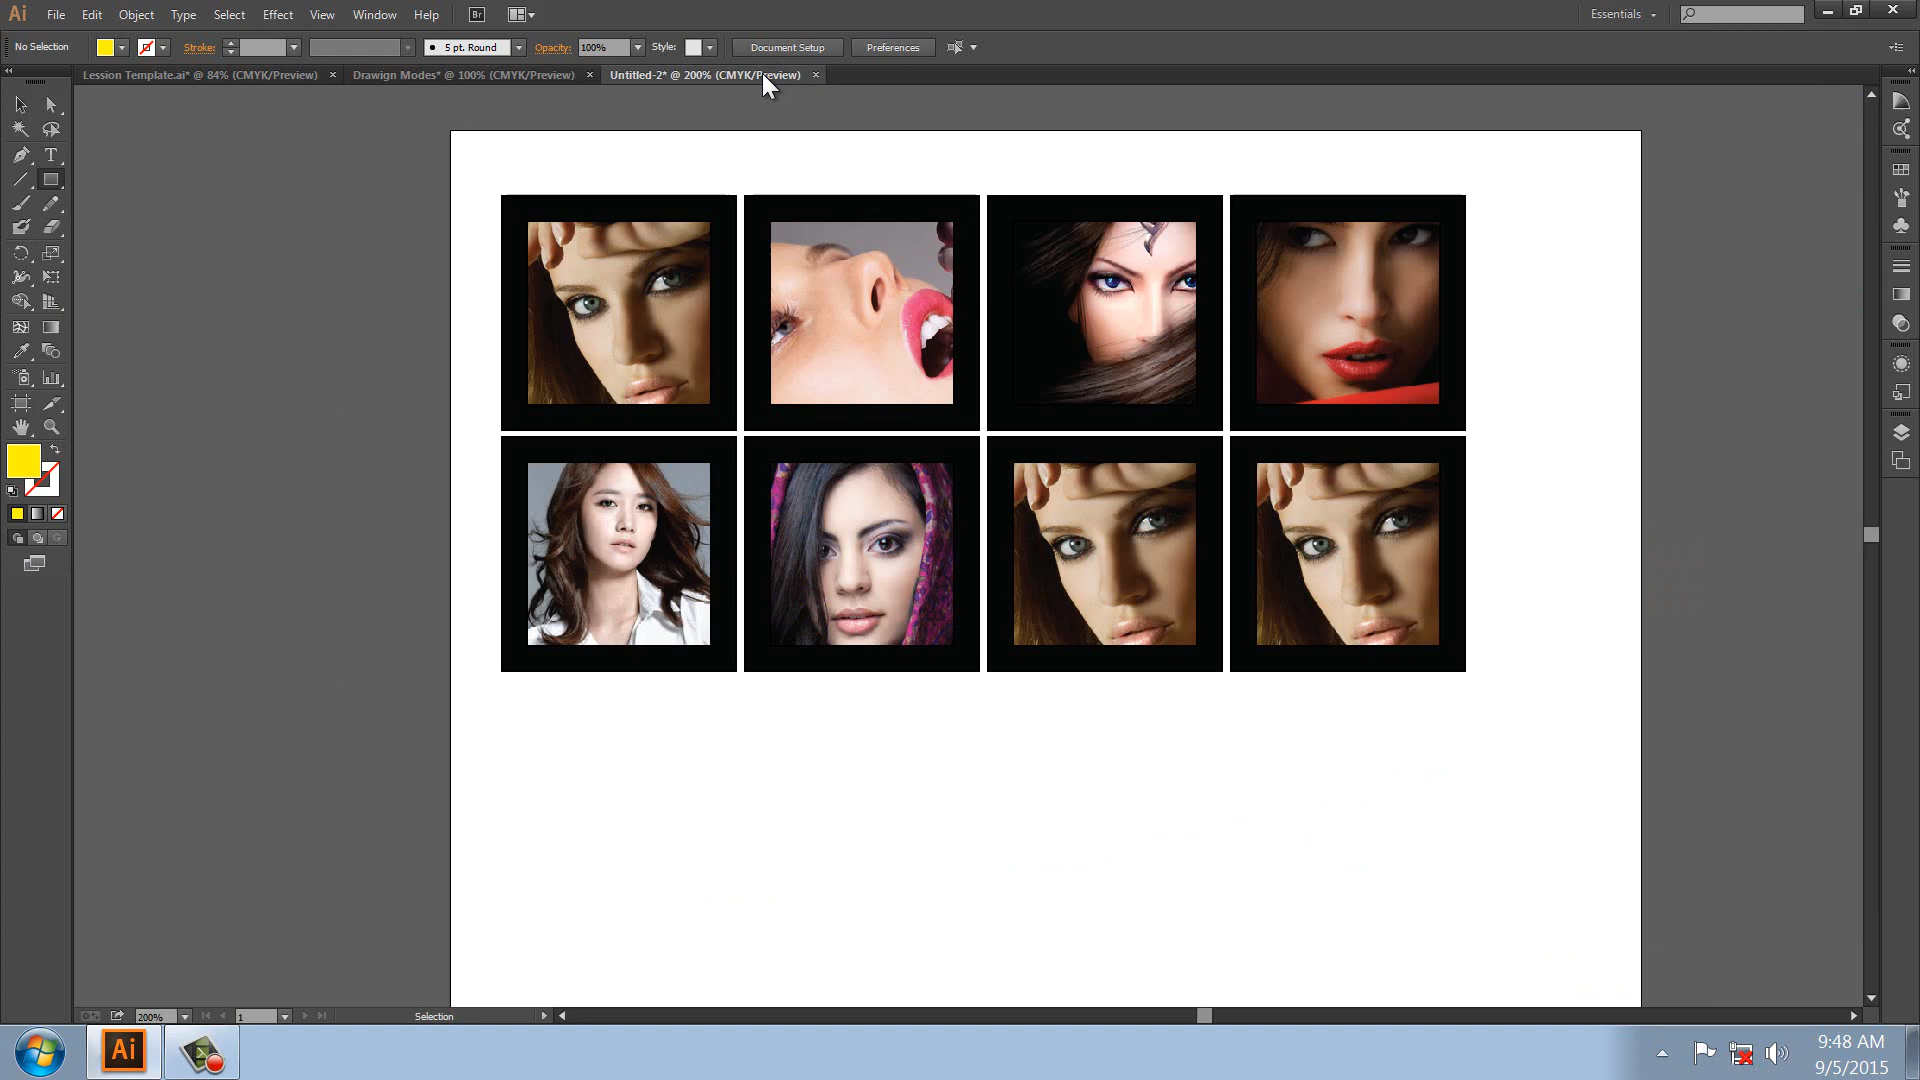 Ai File Edit Object Type Select Effect View Window Help Br Essentials
No Selection Stroke: 5 pt. Round Opacity: 100% Style: Document Setup Preferences
Lession Template.ai* @ 84% (CMYK/Preview) × Drawign Modes* @ 100% (CMYK/Preview) × Untitled-2* @ 200% (CMYK/Preview) ×
T
200% 1 Selection
Ai
9:48 AM
9/5/2015